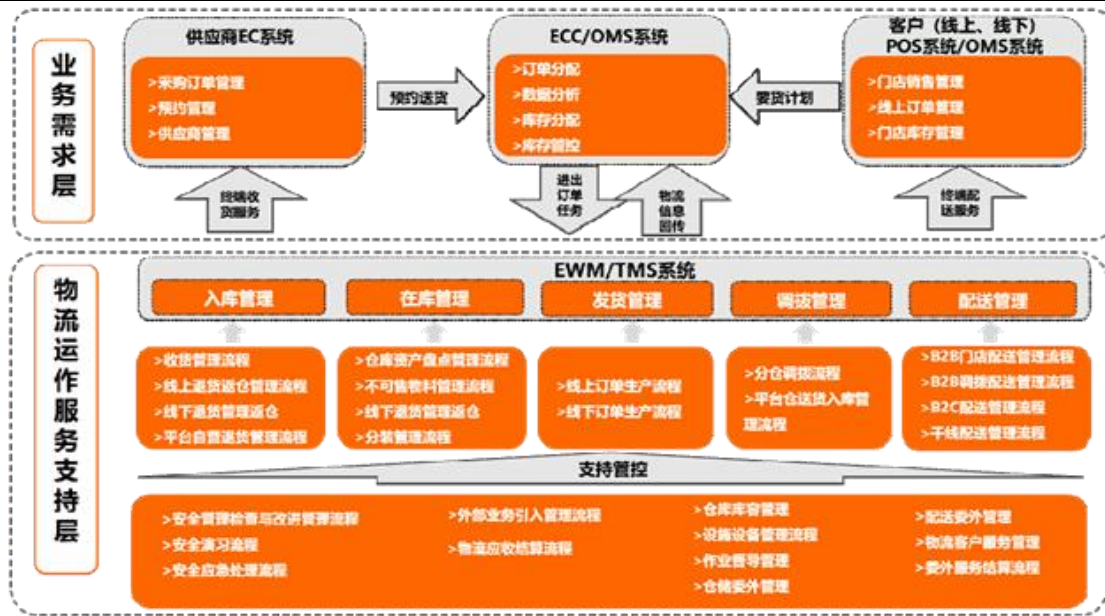 业务需求层
供应商EC系统
>采购订单管理
>预约管理
>供应商管理
预约送货
ECC/OMS系统
>订单分配
>数据分析
>库存分配
>库存管控
要货计划
客户（线上、线下）
POS系统/OMS系统
>门店销售管理
>线上订单管理
>门店库存管理
终端收
货服务
进出
订单
任务
物流
信息
回传
终端配
送服务
物流运作服务支持层
EWM/TMS系统
入库管理
在库管理
发货管理
调拨管理
配送管理
>收货管理流程
>线上退货返仓管理流程
>线下退货管理返仓
>平台自营退货管理流程
>仓库资产盘点管理流程
>不可售物料管理流程
>线下退货管理返仓
>分装管理流程
>线上订单生产流程
>线下订单生产流程
>分仓调拨流程
>平台仓送货入库管
理流程
>B2B门店配送管理流程
>B2B调拨配送管理流程
>B2C配送管理流程
>干线配送管理流程
支持管控
>安全管理检查与改进管理流程
>安全演习流程
>安全应急处理流程
>外部业务引入管理流程
>物流应收结算流程
>仓库库容管理
>设施设备管理流程
>作业督导管理
>仓储委外管理
>配送委外管理
>物流客户服务管理
>委外服务结算流程